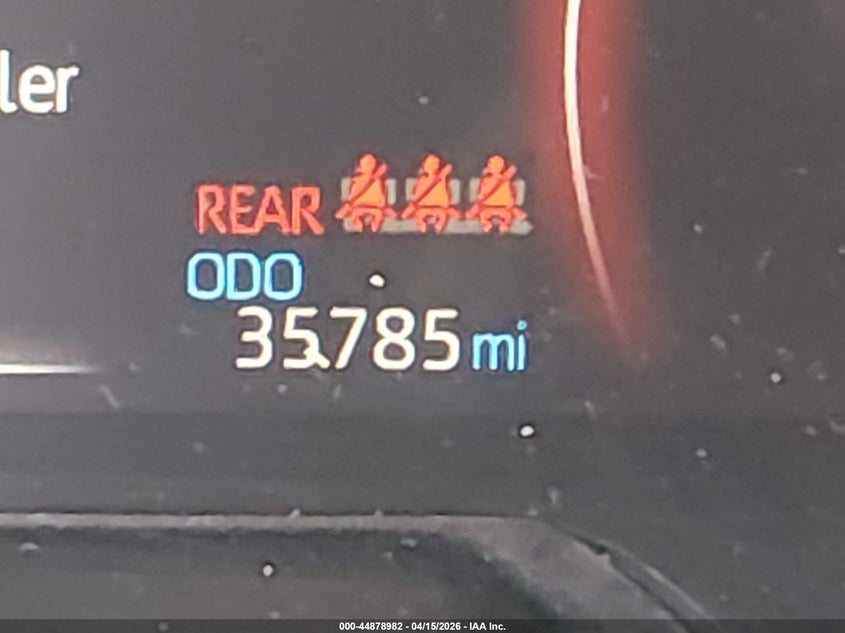 ler
REAR
ODO
35785 mi
000-44878982 - 04/15/2026 - IAA Inc.